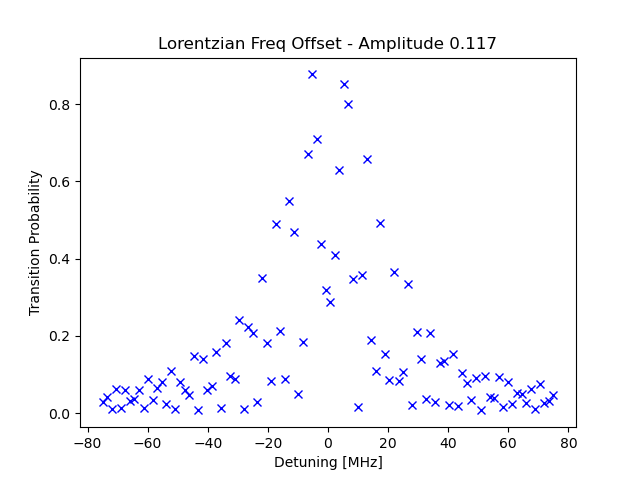 Lorentzian Freq Offset - Amplitude 0.117
Transition Probability
0.8
0.6
0.4
0.2
0.0
−80 −60 −40 −20 0 20 40 60 80
Detuning [MHz]